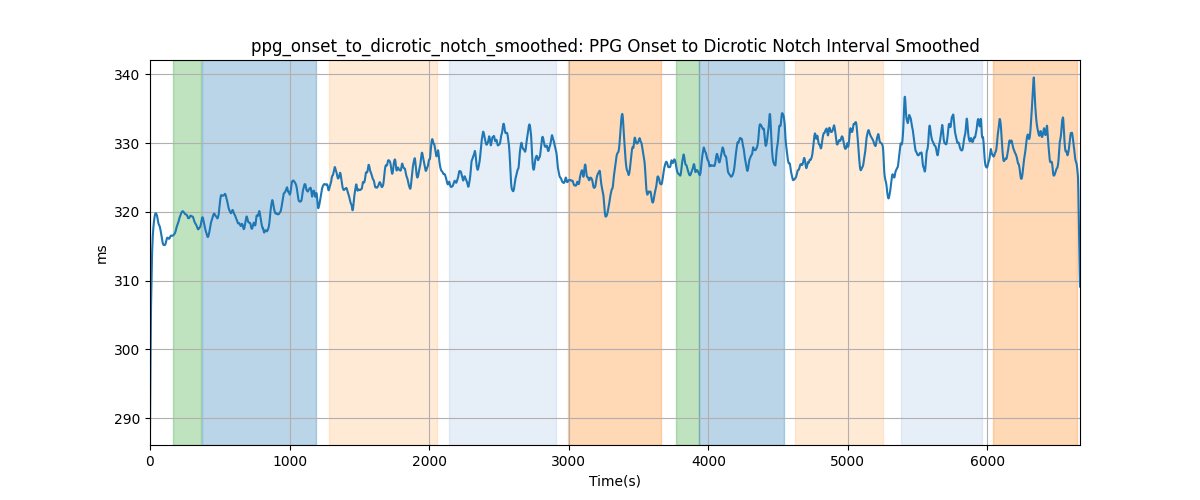 ppg_onset_to_dicrotic_notch_smoothed: PPG Onset to Dicrotic Notch Interval Smoothed
340
330
320
310
300
290
ms
0 1000 2000 3000 4000 5000 6000
Time(s)